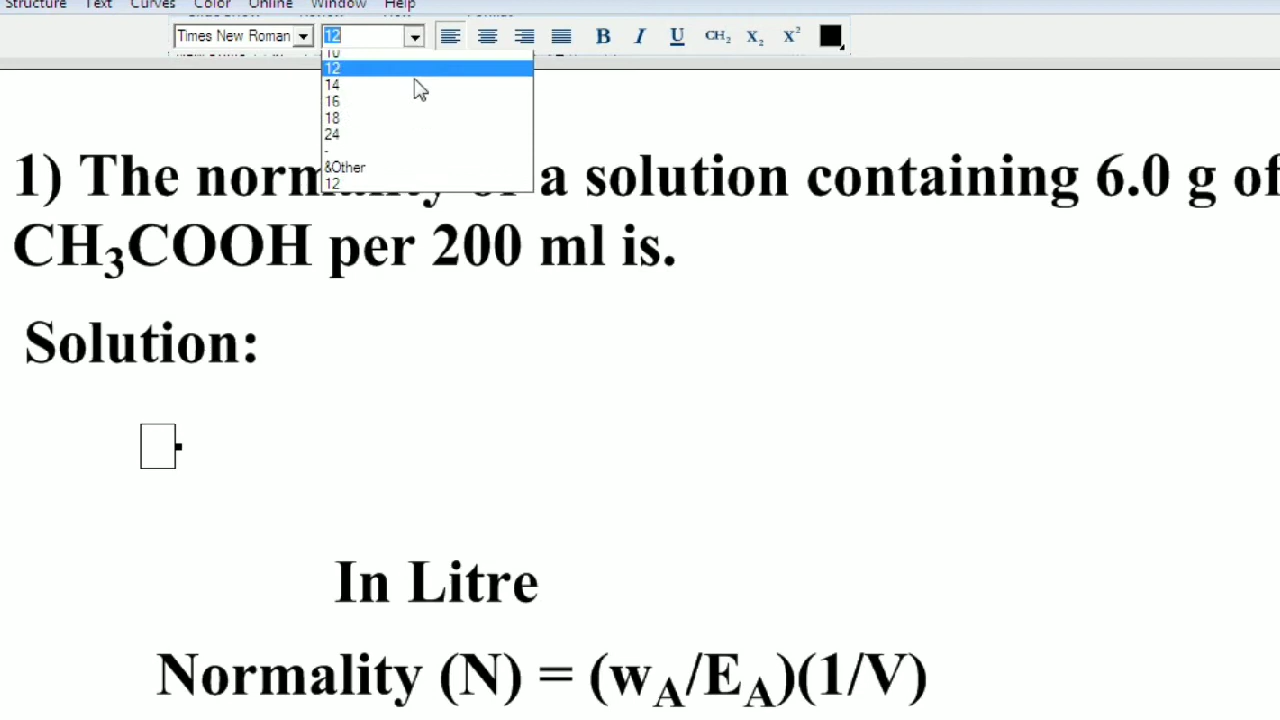 Structure Text Curves Color Online Window Help
Times New Roman 12 B I U CH₂ X₂ X²
10
12
14
16
18
24
-
&Other
12
1) The a solution containing 6.0 g of
CH₃COOH per 200 ml is.
Solution:
In Litre
Normality (N) = (wA/EA)(1/V)